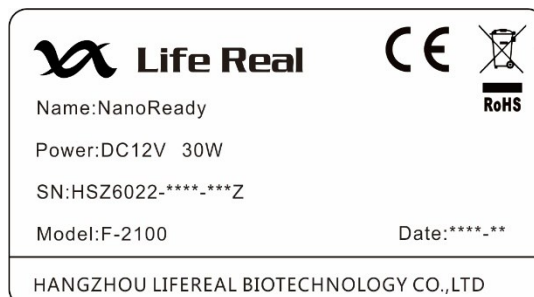 Life Real
CE
RoHS
Name:NanoReady
Power:DC12V 30W
SN:HSZ6022-****-***Z
Model:F-2100
Date:****-**
HANGZHOU LIFEREAL BIOTECHNOLOGY CO.,LTD